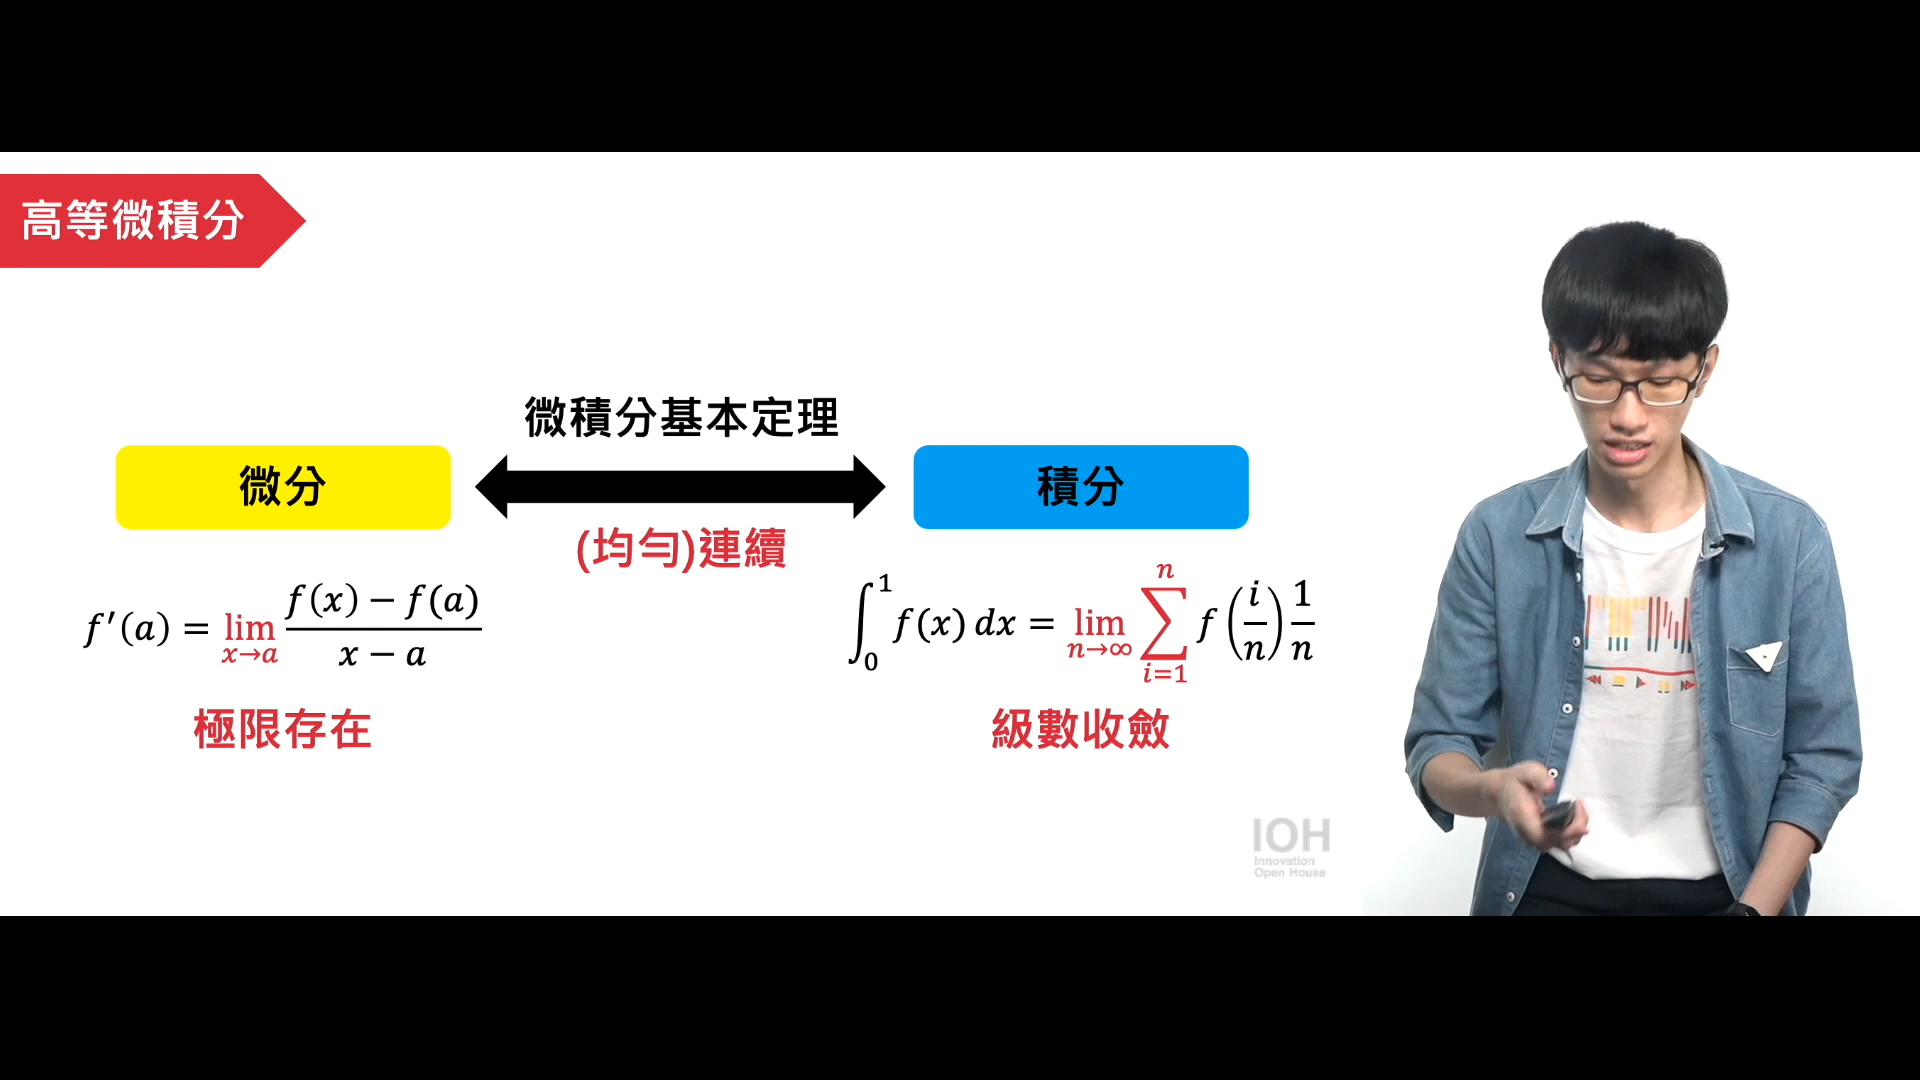 高等微積分
微積分基本定理
微分
積分
(均勻)連續
f′(a) = lim x→a f(x) − f(a) / x − a
∫₀¹ f(x) dx = lim n→∞ ∑ i=1 n f(i/n) 1/n
極限存在
級數收斂
IOH
Innovation
Open House